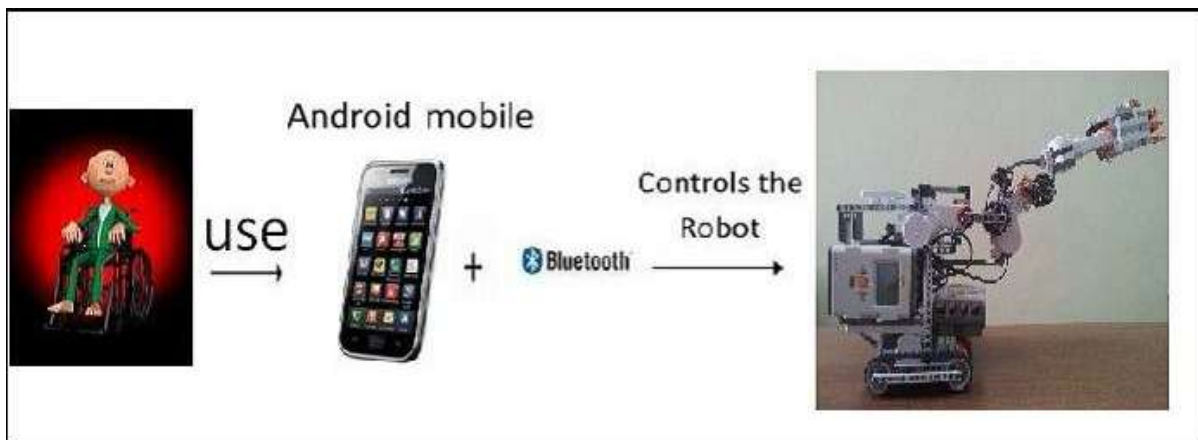 Android mobile
use
+
Bluetooth
Controls the
Robot